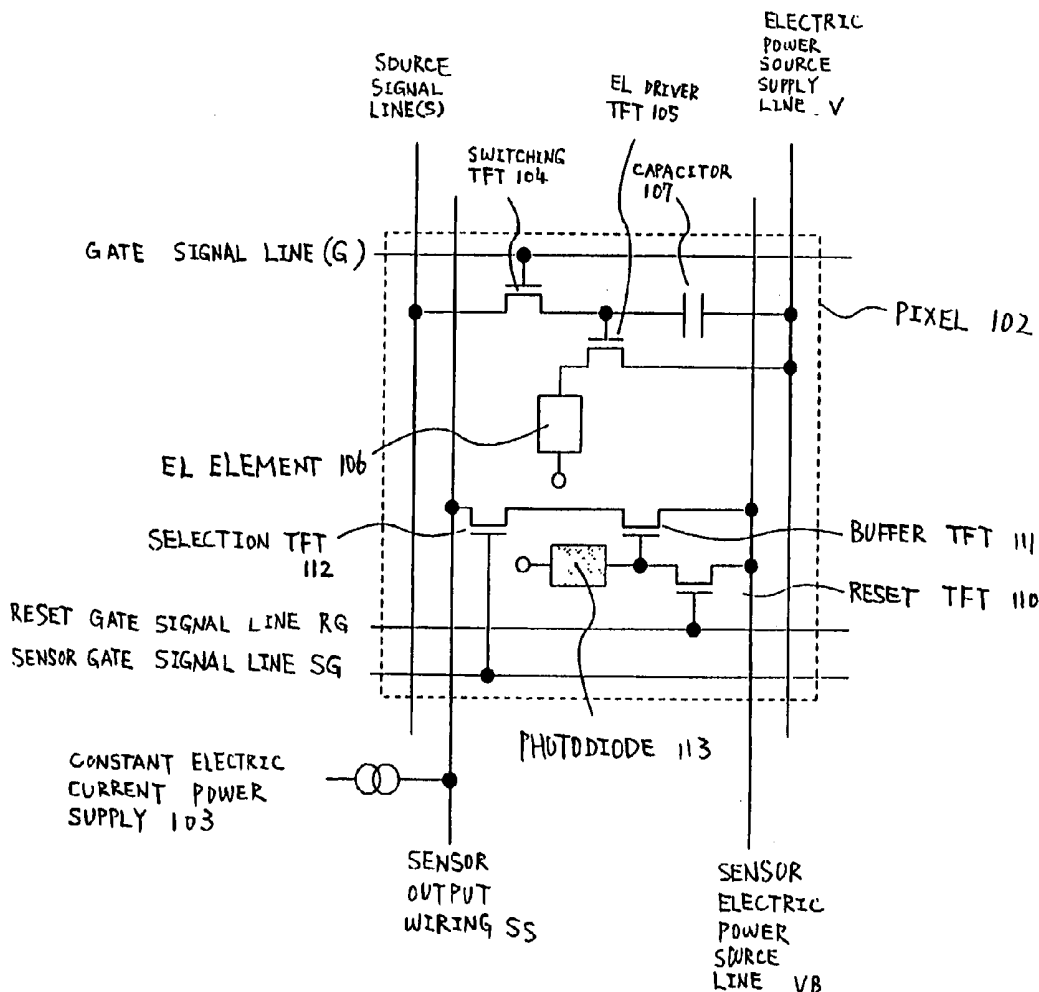 ELECTRIC
POWER
SOURCE
SUPPLY
LINE V
SOURCE
SIGNAL
LINE(S)
EL DRIVER
TFT 105
SWITCHING
TFT 104
CAPACITOR
107
GATE SIGNAL LINE(G)
PIXEL 102
EL ELEMENT 106
SELECTION TFT
112
BUFFER TFT 111
RESET TFT 110
RESET GATE SIGNAL LINE RG
SENSOR GATE SIGNAL LINE SG
PHOTODIODE 113
CONSTANT ELECTRIC
CURRENT POWER
SUPPLY 103
SENSOR
OUTPUT
WIRING SS
SENSOR
ELECTRIC
POWER
SOURCE
LINE VB